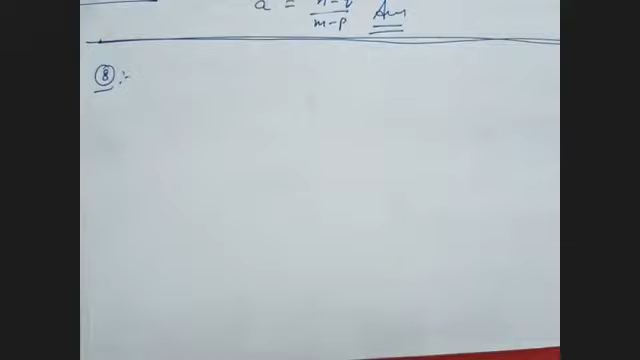 a = n-q / m-p Ans
⑧ :-